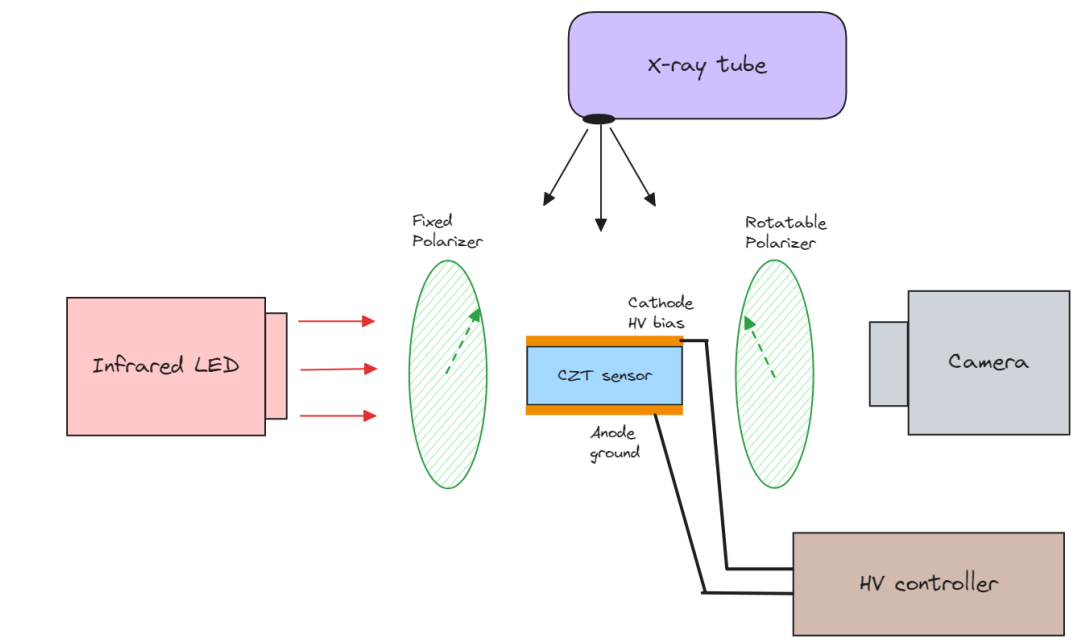 X-ray tube
Fixed
Polarizer
Rotatable
Polarizer
Cathode
HV bias
Infrared LED
CZT sensor
Camera
Anode
ground
HV controller